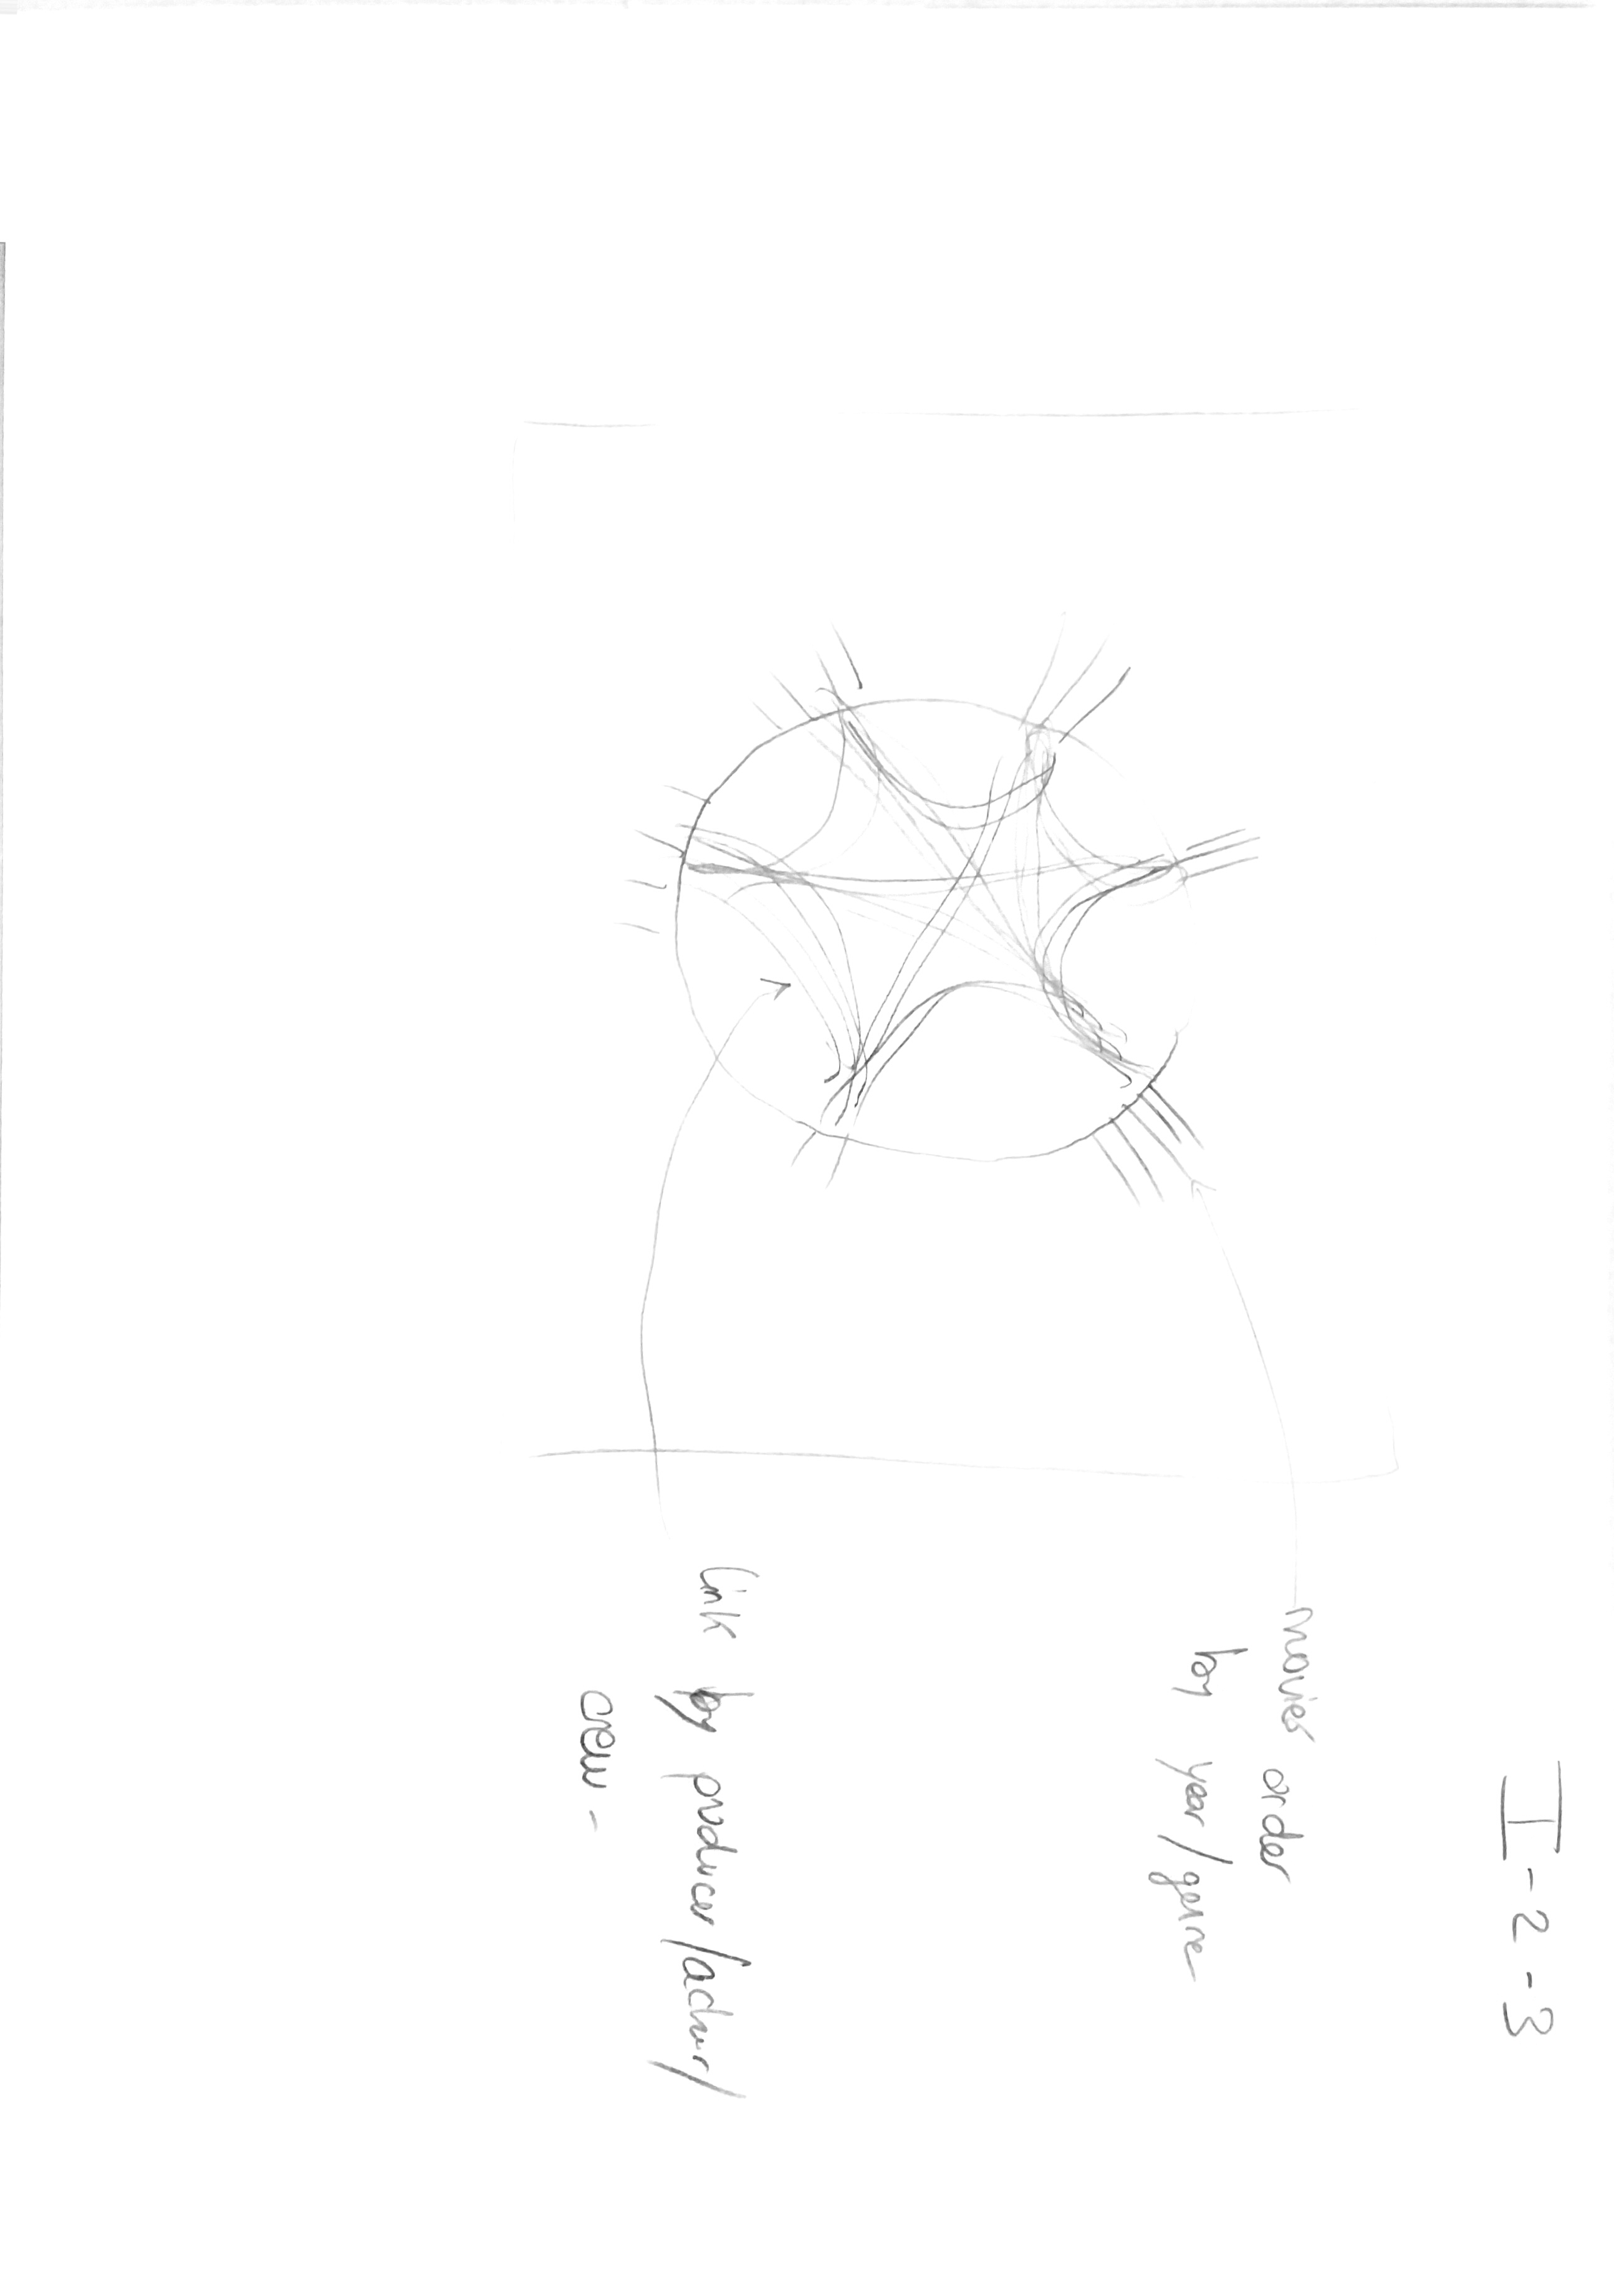 I-2-3
movies order
by year/genre
link by producer/actor/
crew-